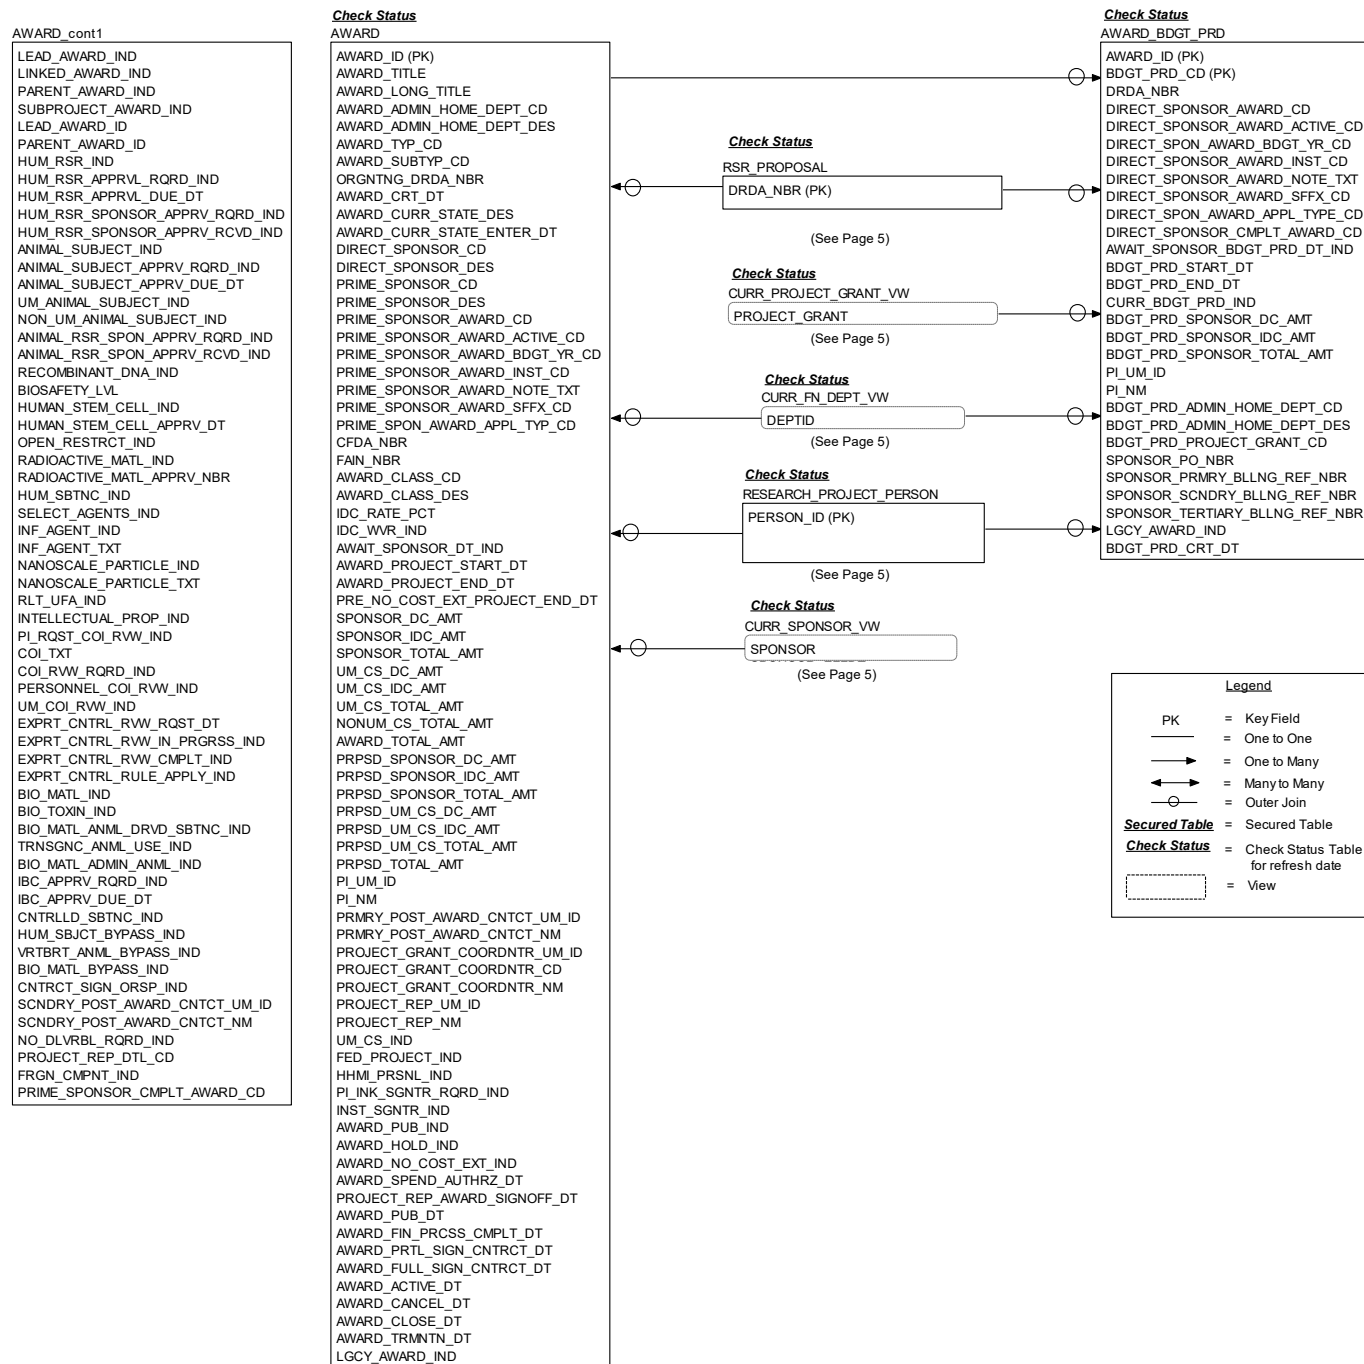 AWARD_cont1
LEAD_AWARD_IND
LINKED_AWARD_IND
PARENT_AWARD_IND
SUBPROJECT_AWARD_IND
LEAD_AWARD_ID
PARENT_AWARD_ID
HUM_RSR_IND
HUM_RSR_APPRVL_RQRD_IND
HUM_RSR_APPRVL_DUE_DT
HUM_RSR_SPONSOR_APPRV_RQRD_IND
HUM_RSR_SPONSOR_APPRV_RCVD_IND
ANIMAL_SUBJECT_IND
ANIMAL_SUBJECT_APPRV_RQRD_IND
ANIMAL_SUBJECT_APPRV_DUE_DT
UM_ANIMAL_SUBJECT_IND
NON_UM_ANIMAL_SUBJECT_IND
ANIMAL_RSR_SPON_APPRV_RQRD_IND
ANIMAL_RSR_SPON_APPRV_RCVD_IND
RECOMBINANT_DNA_IND
BIOSAFETY_LVL
HUMAN_STEM_CELL_IND
HUMAN_STEM_CELL_APPRV_DT
OPEN_RESTRCT_IND
RADIOACTIVE_MATL_IND
RADIOACTIVE_MATL_APPRV_NBR
HUM_SBTNC_IND
SELECT_AGENTS_IND
INF_AGENT_IND
INF_AGENT_TXT
NANOSCALE_PARTICLE_IND
NANOSCALE_PARTICLE_TXT
RLT_UFA_IND
INTELLECTUAL_PROP_IND
PI_RQST_COI_RVW_IND
COI_TXT
COI_RVW_RQRD_IND
PERSONNEL_COI_RVW_IND
UM_COI_RVW_IND
EXPRT_CNTRL_RVW_RQST_DT
EXPRT_CNTRL_RVW_IN_PRGRSS_IND
EXPRT_CNTRL_RVW_CMPLT_IND
EXPRT_CNTRL_RULE_APPLY_IND
BIO_MATL_IND
BIO_TOXIN_IND
BIO_MATL_ANML_DRVD_SBTNC_IND
TRNSGNC_ANML_USE_IND
BIO_MATL_ADMIN_ANML_IND
IBC_APPRV_RQRD_IND
IBC_APPRV_DUE_DT
CNTRLLD_SBTNC_IND
HUM_SBJCT_BYPASS_IND
VRTBRT_ANML_BYPASS_IND
BIO_MATL_BYPASS_IND
CNTRCT_SIGN_ORSP_IND
SCNDRY_POST_AWARD_CNTCT_UM_ID
SCNDRY_POST_AWARD_CNTCT_NM
NO_DLVRBL_RQRD_IND
PROJECT_REP_DTL_CD
FRGN_CMPNT_IND
PRIME_SPONSOR_CMPLT_AWARD_CD
Check Status
AWARD
AWARD_ID (PK)
AWARD_TITLE
AWARD_LONG_TITLE
AWARD_ADMIN_HOME_DEPT_CD
AWARD_ADMIN_HOME_DEPT_DES
AWARD_TYP_CD
AWARD_SUBTYP_CD
ORGNTNG_DRDA_NBR
AWARD_CRT_DT
AWARD_CURR_STATE_DES
AWARD_CURR_STATE_ENTER_DT
DIRECT_SPONSOR_CD
DIRECT_SPONSOR_DES
PRIME_SPONSOR_CD
PRIME_SPONSOR_DES
PRIME_SPONSOR_AWARD_CD
PRIME_SPONSOR_AWARD_ACTIVE_CD
PRIME_SPONSOR_AWARD_BDGT_YR_CD
PRIME_SPONSOR_AWARD_INST_CD
PRIME_SPONSOR_AWARD_NOTE_TXT
PRIME_SPONSOR_AWARD_SFFX_CD
PRIME_SPON_AWARD_APPL_TYP_CD
CFDA_NBR
FAIN_NBR
AWARD_CLASS_CD
AWARD_CLASS_DES
IDC_RATE_PCT
IDC_WVR_IND
AWAIT_SPONSOR_DT_IND
AWARD_PROJECT_START_DT
AWARD_PROJECT_END_DT
PRE_NO_COST_EXT_PROJECT_END_DT
SPONSOR_DC_AMT
SPONSOR_IDC_AMT
SPONSOR_TOTAL_AMT
UM_CS_DC_AMT
UM_CS_IDC_AMT
UM_CS_TOTAL_AMT
NONUM_CS_TOTAL_AMT
AWARD_TOTAL_AMT
PRPSD_SPONSOR_DC_AMT
PRPSD_SPONSOR_IDC_AMT
PRPSD_SPONSOR_TOTAL_AMT
PRPSD_UM_CS_DC_AMT
PRPSD_UM_CS_IDC_AMT
PRPSD_UM_CS_TOTAL_AMT
PRPSD_TOTAL_AMT
PI_UM_ID
PI_NM
PRMRY_POST_AWARD_CNTCT_UM_ID
PRMRY_POST_AWARD_CNTCT_NM
PROJECT_GRANT_COORDNTR_UM_ID
PROJECT_GRANT_COORDNTR_CD
PROJECT_GRANT_COORDNTR_NM
PROJECT_REP_UM_ID
PROJECT_REP_NM
UM_CS_IND
FED_PROJECT_IND
HHMI_PRSNL_IND
PI_INK_SGNTR_RQRD_IND
INST_SGNTR_IND
AWARD_PUB_IND
AWARD_HOLD_IND
AWARD_NO_COST_EXT_IND
AWARD_SPEND_AUTHRZ_DT
PROJECT_REP_AWARD_SIGNOFF_DT
AWARD_PUB_DT
AWARD_FIN_PRCSS_CMPLT_DT
AWARD_PRTL_SIGN_CNTRCT_DT
AWARD_FULL_SIGN_CNTRCT_DT
AWARD_ACTIVE_DT
AWARD_CANCEL_DT
AWARD_CLOSE_DT
AWARD_TRMNTN_DT
LGCY_AWARD_IND
Check Status
RSR_PROPOSAL
DRDA_NBR (PK)
(See Page 5)
Check Status
CURR_PROJECT_GRANT_VW
PROJECT_GRANT
(See Page 5)
Check Status
CURR_FN_DEPT_VW
DEPTID
(See Page 5)
Check Status
RESEARCH_PROJECT_PERSON
PERSON_ID (PK)
(See Page 5)
Check Status
CURR_SPONSOR_VW
SPONSOR
(See Page 5)
Check Status
AWARD_BDGT_PRD
AWARD_ID (PK)
BDGT_PRD_CD (PK)
DRDA_NBR
DIRECT_SPONSOR_AWARD_CD
DIRECT_SPONSOR_AWARD_ACTIVE_CD
DIRECT_SPON_AWARD_BDGT_YR_CD
DIRECT_SPONSOR_AWARD_INST_CD
DIRECT_SPONSOR_AWARD_NOTE_TXT
DIRECT_SPONSOR_AWARD_SFFX_CD
DIRECT_SPON_AWARD_APPL_TYPE_CD
DIRECT_SPONSOR_CMPLT_AWARD_CD
AWAIT_SPONSOR_BDGT_PRD_DT_IND
BDGT_PRD_START_DT
BDGT_PRD_END_DT
CURR_BDGT_PRD_IND
BDGT_PRD_SPONSOR_DC_AMT
BDGT_PRD_SPONSOR_IDC_AMT
BDGT_PRD_SPONSOR_TOTAL_AMT
PI_UM_ID
PI_NM
BDGT_PRD_ADMIN_HOME_DEPT_CD
BDGT_PRD_ADMIN_HOME_DEPT_DES
BDGT_PRD_PROJECT_GRANT_CD
SPONSOR_PO_NBR
SPONSOR_PRMRY_BLLNG_REF_NBR
SPONSOR_SCNDRY_BLLNG_REF_NBR
SPONSOR_TERTIARY_BLLNG_REF_NBR
LGCY_AWARD_IND
BDGT_PRD_CRT_DT
Legend
PK = Key Field
= One to One
= One to Many
= Many to Many
= Outer Join
Secured Table = Secured Table
Check Status = Check Status Table
for refresh date
= View